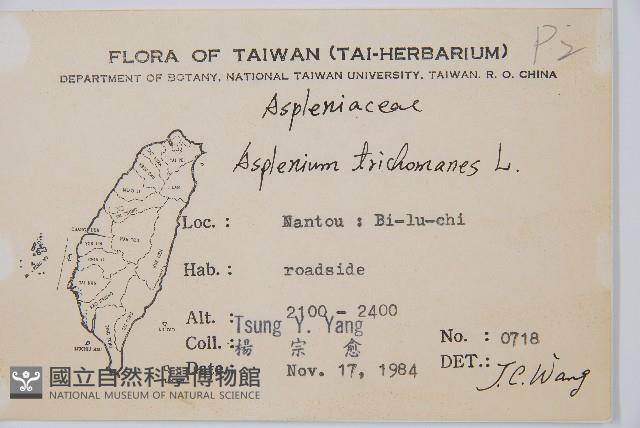 P2
FLORA OF TAIWAN (TAI-HERBARIUM)
DEPARTMENT OF BOTANY, NATIONAL TAIWAN UNIVERSITY, TAIWAN, R. O. CHINA
Aspleniaceae
Asplenium trichomanes L.
Loc. : Nantou : Bi-lu-chi
Hab. : roadside
Alt. : 2100 - 2400
Coll. : Tsung Y. Yang
楊 宗 愈
No. : 0718
Date: Nov. 17, 1984
DET.: J.C. Wang
國立自然科學博物館
NATIONAL MUSEUM OF NATURAL SCIENCE